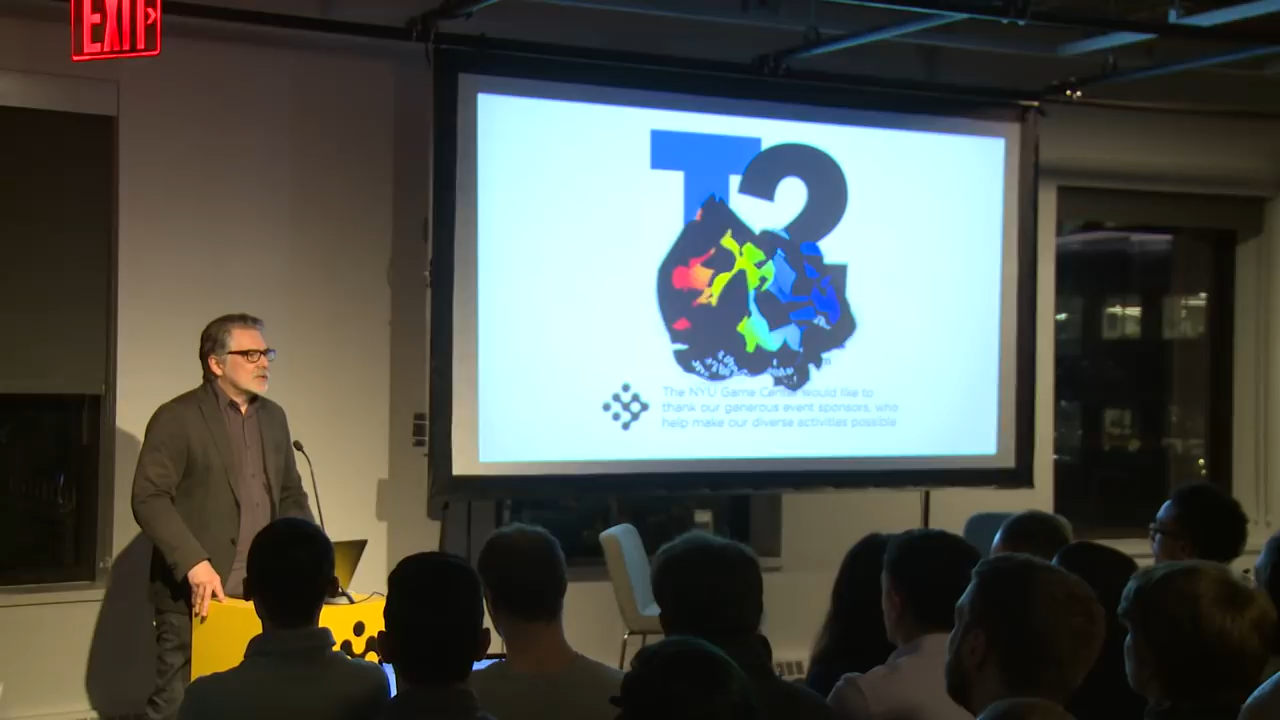 EXIT
T2
The NYU Game Center would like to
thank our generous event sponsors, who
help make our diverse activities possible